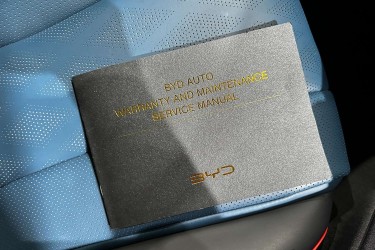 BYD AUTO
WARRANTY AND MAINTENANCE
SERVICE MANUAL
BYD